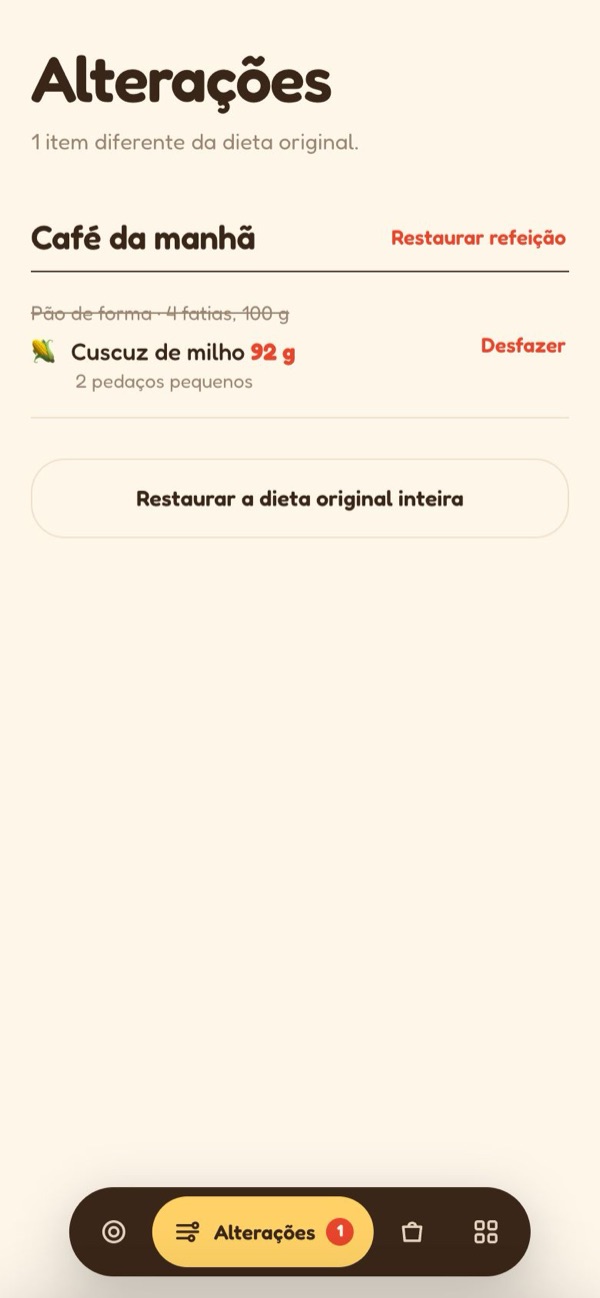 Alterações
1 item diferente da dieta original.
Café da manhã
Restaurar refeição
Pão de forma · 4 fatias, 100 g
Cuscuz de milho 92 g
Desfazer
2 pedaços pequenos
Restaurar a dieta original inteira
Alterações 1